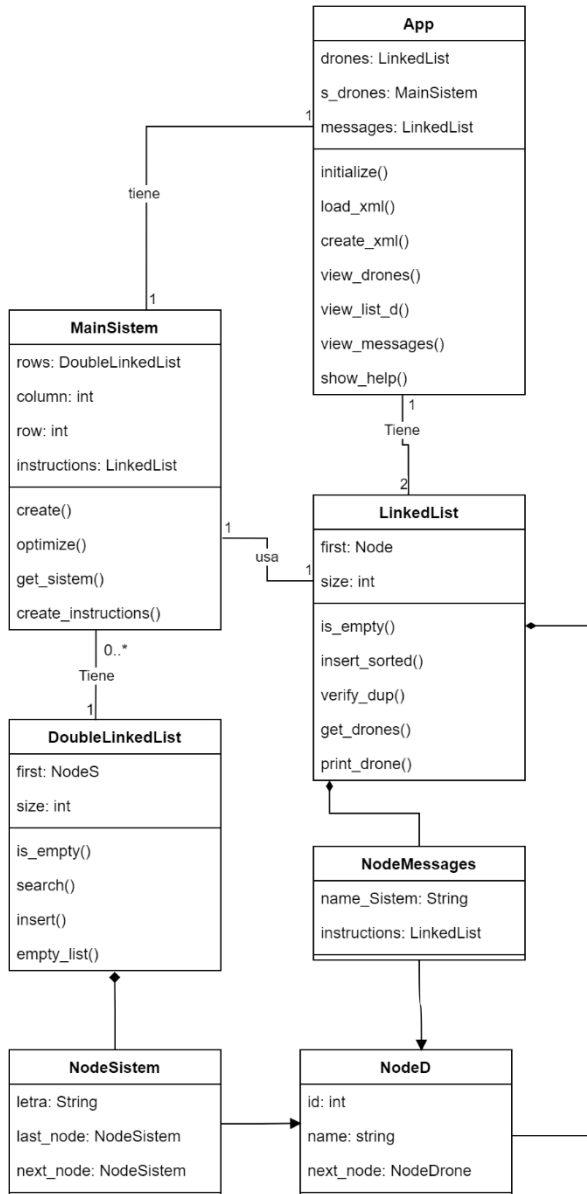 App
drones: LinkedList
s_drones: MainSistem
messages: LinkedList
initialize()
load_xml()
create_xml()
view_drones()
view_list_d()
view_messages()
show_help()
1
tiene
1
MainSistem
rows: DoubleLinkedList
column: int
row: int
instructions: LinkedList
create()
optimize()
get_sistem()
create_instructions()
1
Tiene
2
1
usa
1
LinkedList
first: Node
size: int
is_empty()
insert_sorted()
verify_dup()
get_drones()
print_drone()
0..*
Tiene
1
DoubleLinkedList
first: NodeS
size: int
is_empty()
search()
insert()
empty_list()
NodeMessages
name_Sistem: String
instructions: LinkedList
NodeSistem
letra: String
last_node: NodeSistem
next_node: NodeSistem
NodeD
id: int
name: string
next_node: NodeDrone